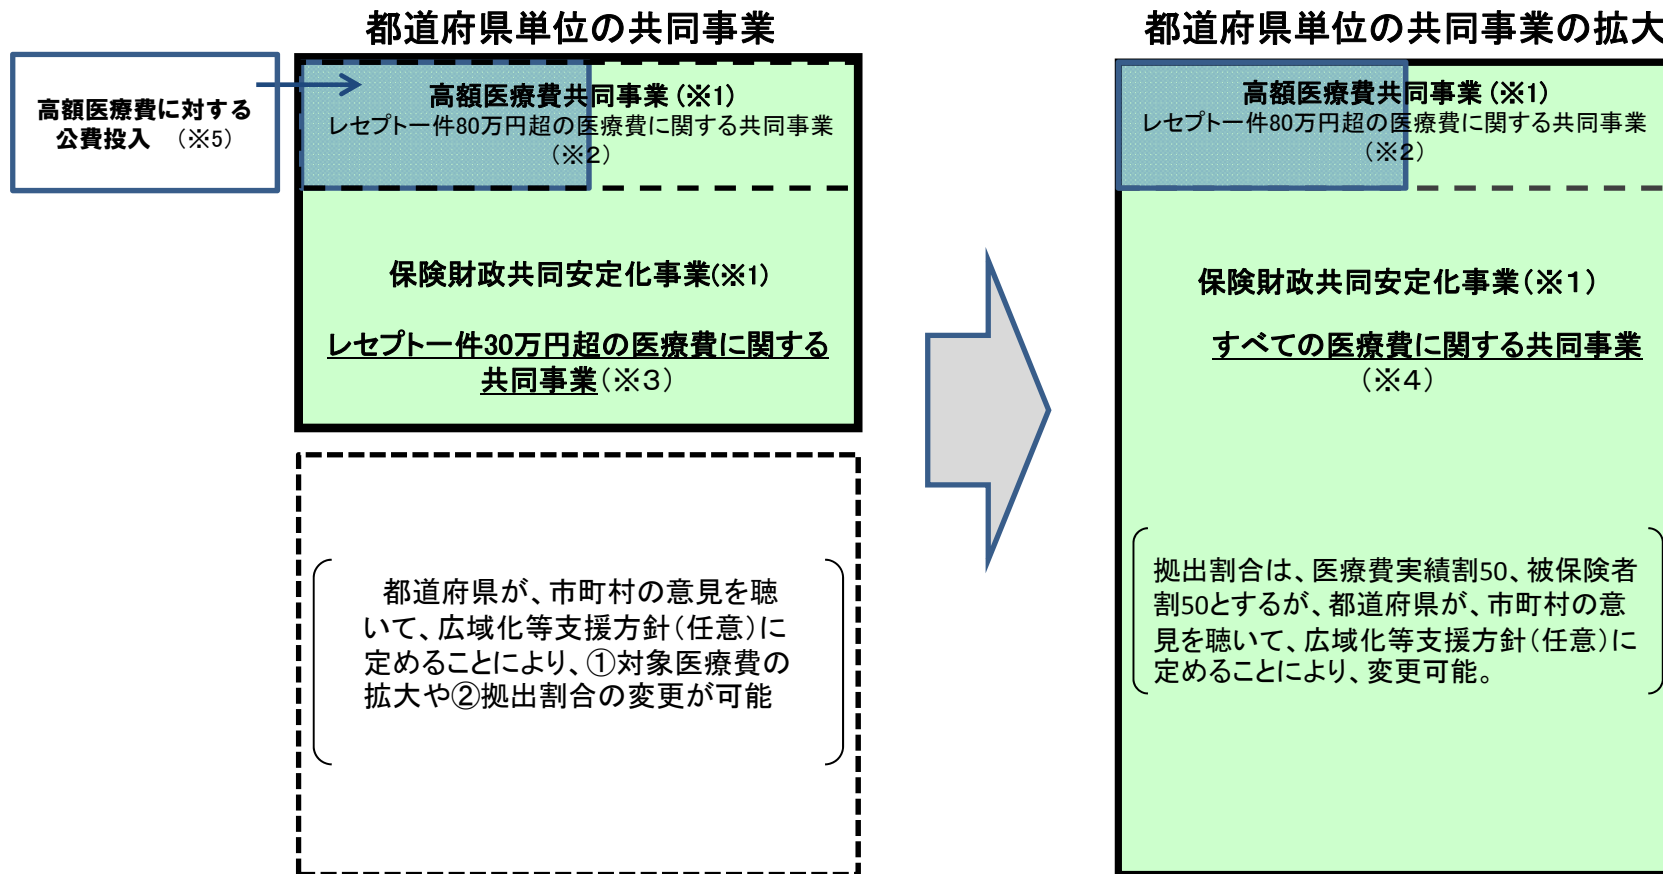 都道府県単位の共同事業
高額医療費に対する
公費投入　（※5）
高額医療費共同事業（※1）
レセプト一件80万円超の医療費に関する共同事業
（※2）
保険財政共同安定化事業(※1)
レセプト一件30万円超の医療費に関する
共同事業（※3）
都道府県が、市町村の意見を聴
いて、広域化等支援方針（任意）に
定めることにより、①対象医療費の
拡大や②拠出割合の変更が可能
都道府県単位の共同事業の拡大
高額医療費共同事業（※1）
レセプト一件80万円超の医療費に関する共同事業
（※2）
保険財政共同安定化事業（※1）
すべての医療費に関する共同事業
（※4）
拠出割合は、医療費実績割50、被保険者
割50とするが、都道府県が、市町村の意
見を聴いて、広域化等支援方針（任意）に
定めることにより、変更可能。